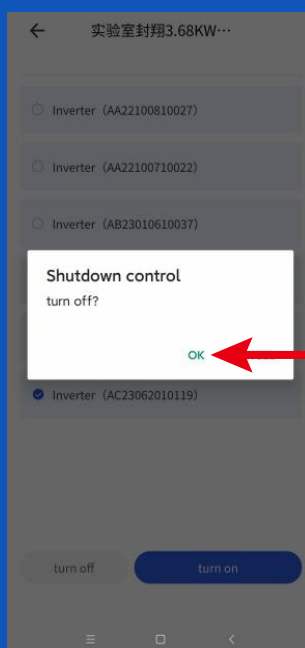 实验室封翔3.68KW…
Inverter（AA22100810027）
Inverter（AA22100710022）
Inverter（AB23010610037）
Shutdown control
turn off?
OK
Inverter（AC23062010119）
turn off
turn on